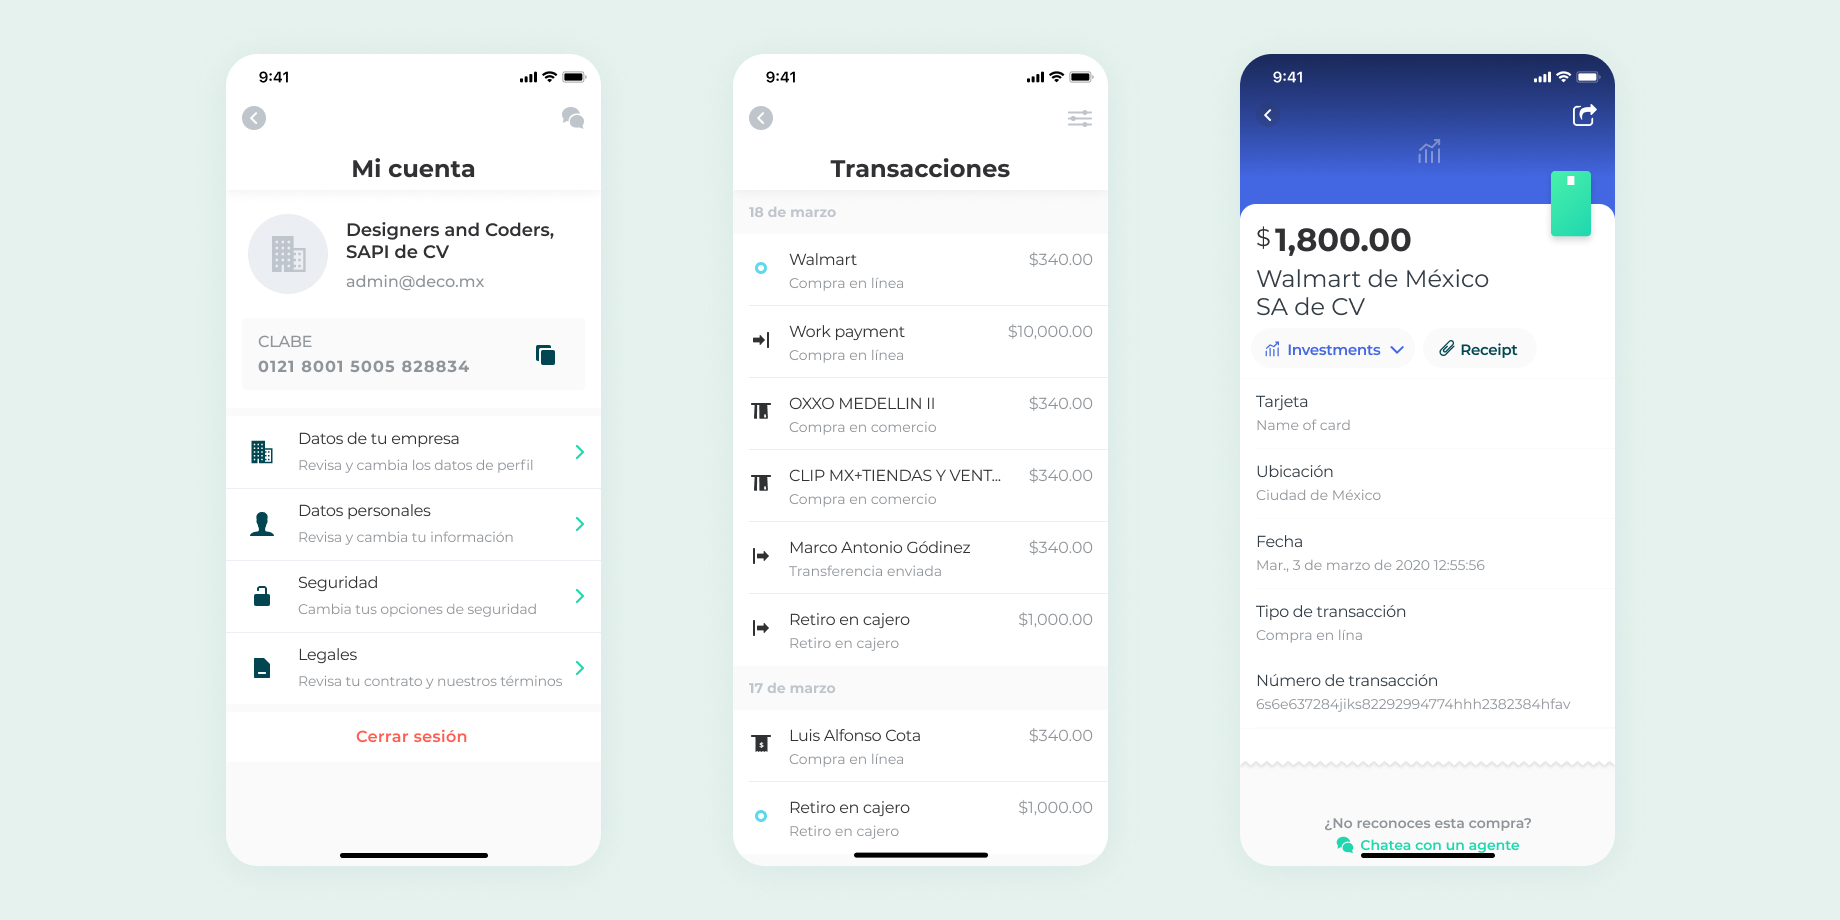 9:41
Mi cuenta
Designers and Coders,
SAPI de CV
admin@deco.mx
CLABE
0121 8001 5005 828834
Datos de tu empresa
Revisa y cambia los datos de perfil
Datos personales
Revisa y cambia tu información
Seguridad
Cambia tus opciones de seguridad
Legales
Revisa tu contrato y nuestros términos
Cerrar sesión
9:41
Transacciones
18 de marzo
Walmart $340.00
Compra en línea
Work payment $10,000.00
Compra en línea
OXXO MEDELLIN II $340.00
Compra en comercio
CLIP MX+TIENDAS Y VENT... $340.00
Compra en comercio
Marco Antonio Gódinez $340.00
Transferencia enviada
Retiro en cajero $1,000.00
Retiro en cajero
17 de marzo
Luis Alfonso Cota $340.00
Compra en línea
Retiro en cajero $1,000.00
Retiro en cajero
9:41
$ 1,800.00
Walmart de México
SA de CV
Investments Receipt
Tarjeta
Name of card
Ubicación
Ciudad de México
Fecha
Mar., 3 de marzo de 2020 12:55:56
Tipo de transacción
Compra en lína
Número de transacción
6s6e637284jiks82292994774hhh2382384hfav
¿No reconoces esta compra?
Chatea con un agente